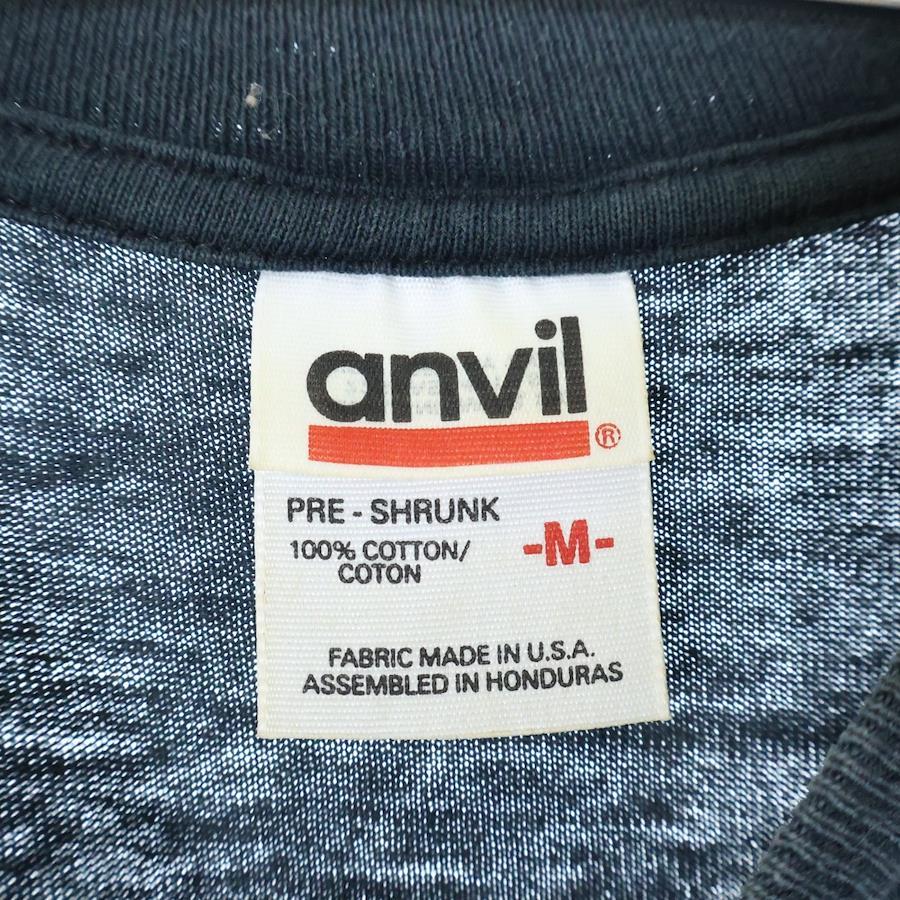 anvil®
PRE - SHRUNK
100% COTTON/
COTON
-M-
FABRIC MADE IN U.S.A.
ASSEMBLED IN HONDURAS